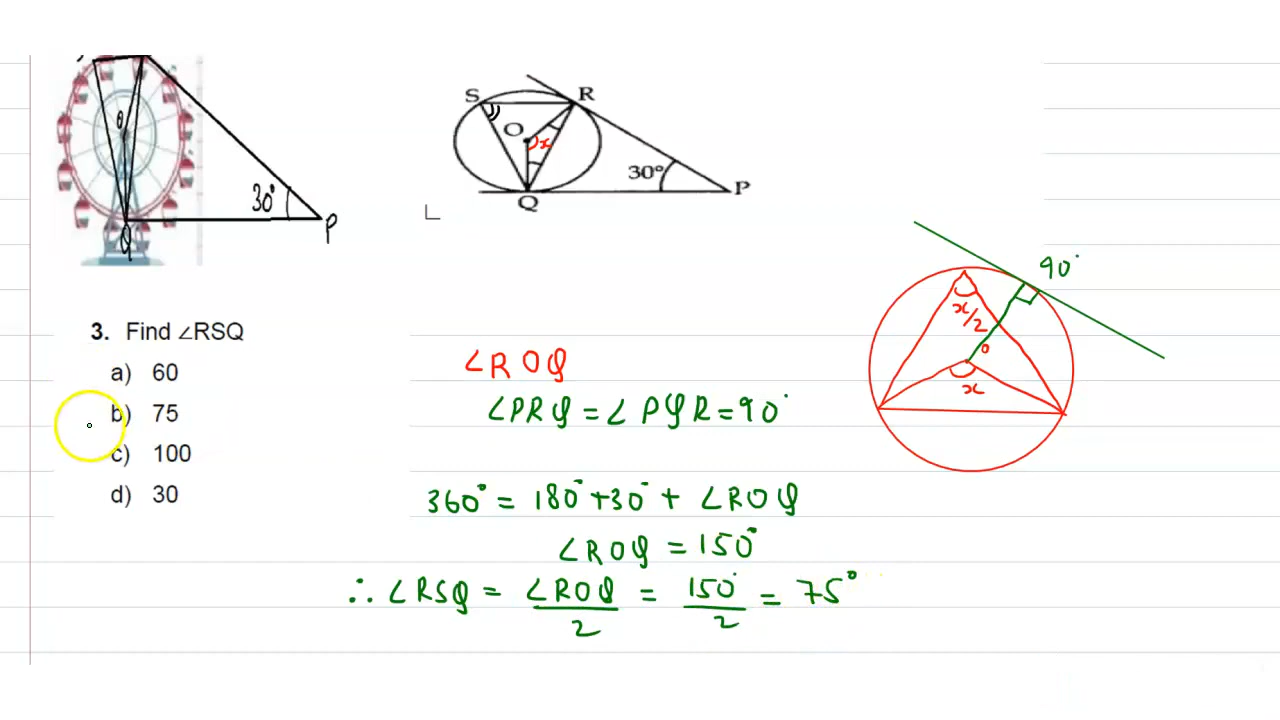 S R
O x
30° P
Q
θ
30°
P
Q
90°
x/2
o
x
3. Find ∠RSQ
a) 60
b) 75
c) 100
d) 30
∠ROQ
∠PRQ = ∠PQR = 90°
360° = 180° + 30° + ∠ROQ
∠ROQ = 150°
∴ ∠RSQ = ∠ROQ/2 = 150°/2 = 75°